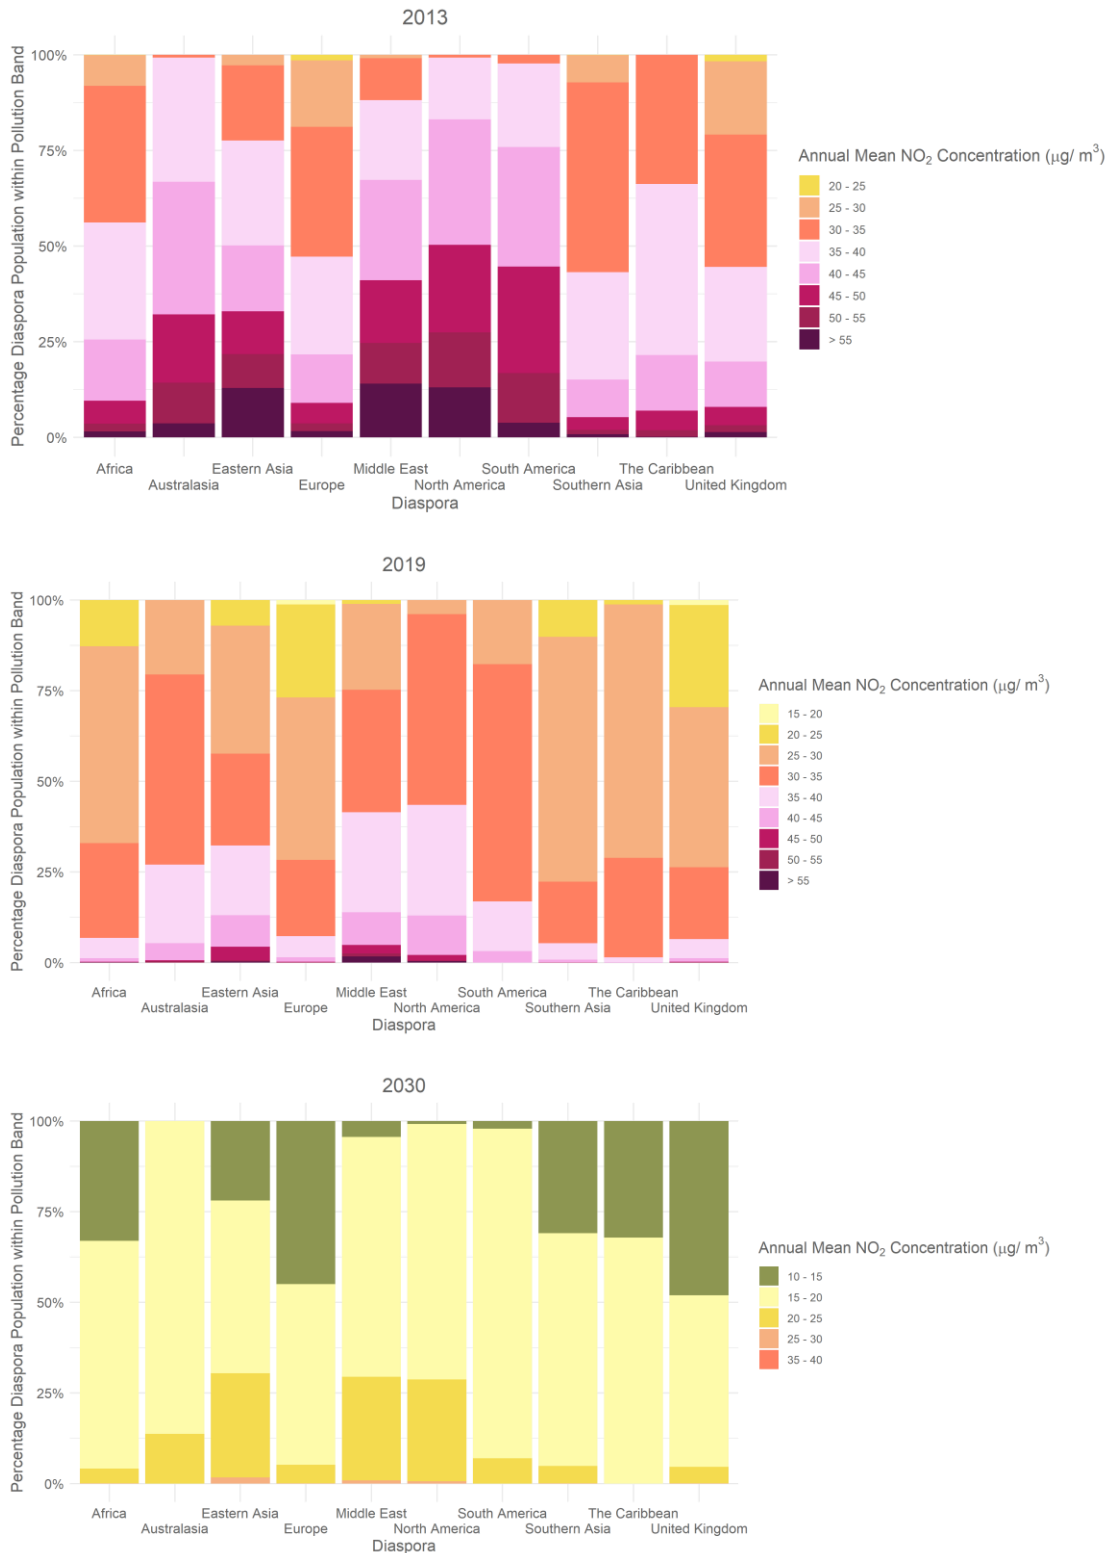 2013
Percentage Diaspora Population within Pollution Band
100%
75%
50%
25%
0%
Africa
Australasia
Eastern Asia
Europe
Middle East
North America
South America
Southern Asia
The Caribbean
United Kingdom
Diaspora
Annual Mean NO₂ Concentration (μg/ m³)
20 - 25
25 - 30
30 - 35
35 - 40
40 - 45
45 - 50
50 - 55
> 55
2019
Percentage Diaspora Population within Pollution Band
100%
75%
50%
25%
0%
Africa
Australasia
Eastern Asia
Europe
Middle East
North America
South America
Southern Asia
The Caribbean
United Kingdom
Diaspora
Annual Mean NO₂ Concentration (μg/ m³)
15 - 20
20 - 25
25 - 30
30 - 35
35 - 40
40 - 45
45 - 50
50 - 55
> 55
2030
Percentage Diaspora Population within Pollution Band
100%
75%
50%
25%
0%
Africa
Australasia
Eastern Asia
Europe
Middle East
North America
South America
Southern Asia
The Caribbean
United Kingdom
Diaspora
Annual Mean NO₂ Concentration (μg/ m³)
10 - 15
15 - 20
20 - 25
25 - 30
35 - 40